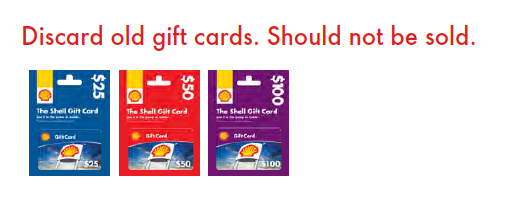 Discard old gift cards. Should not be sold.
$25
The Shell Gift Card
Gift Card
$25
$50
The Shell Gift Card
Gift Card
$50
$100
The Shell Gift Card
Gift Card
$100